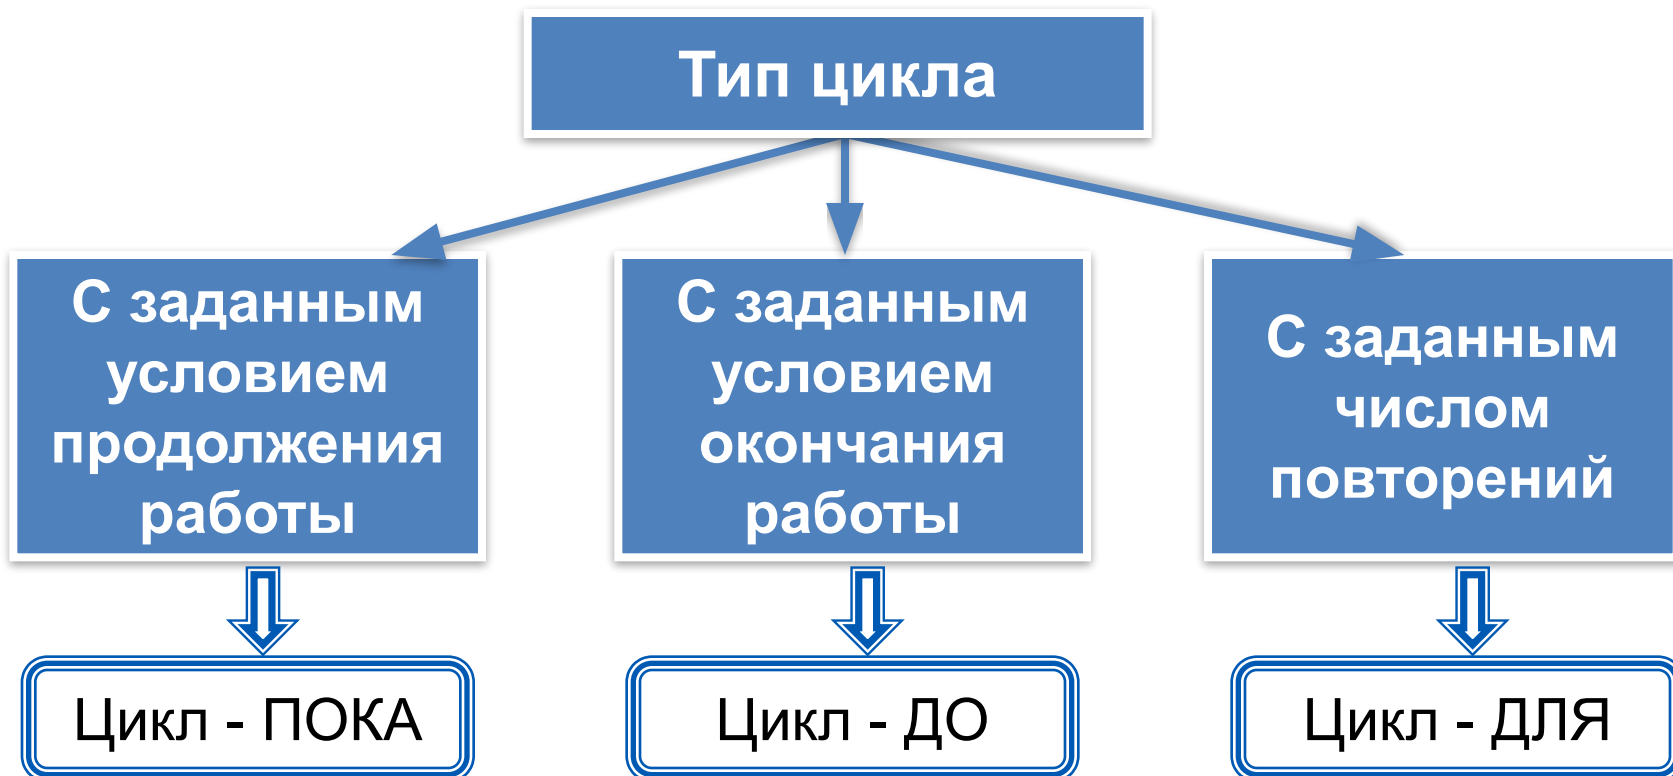 Тип цикла
С заданным
условием
продолжения
работы
С заданным
условием
окончания
работы
С заданным
числом
повторений
Цикл - ПОКА
Цикл - ДО
Цикл - ДЛЯ